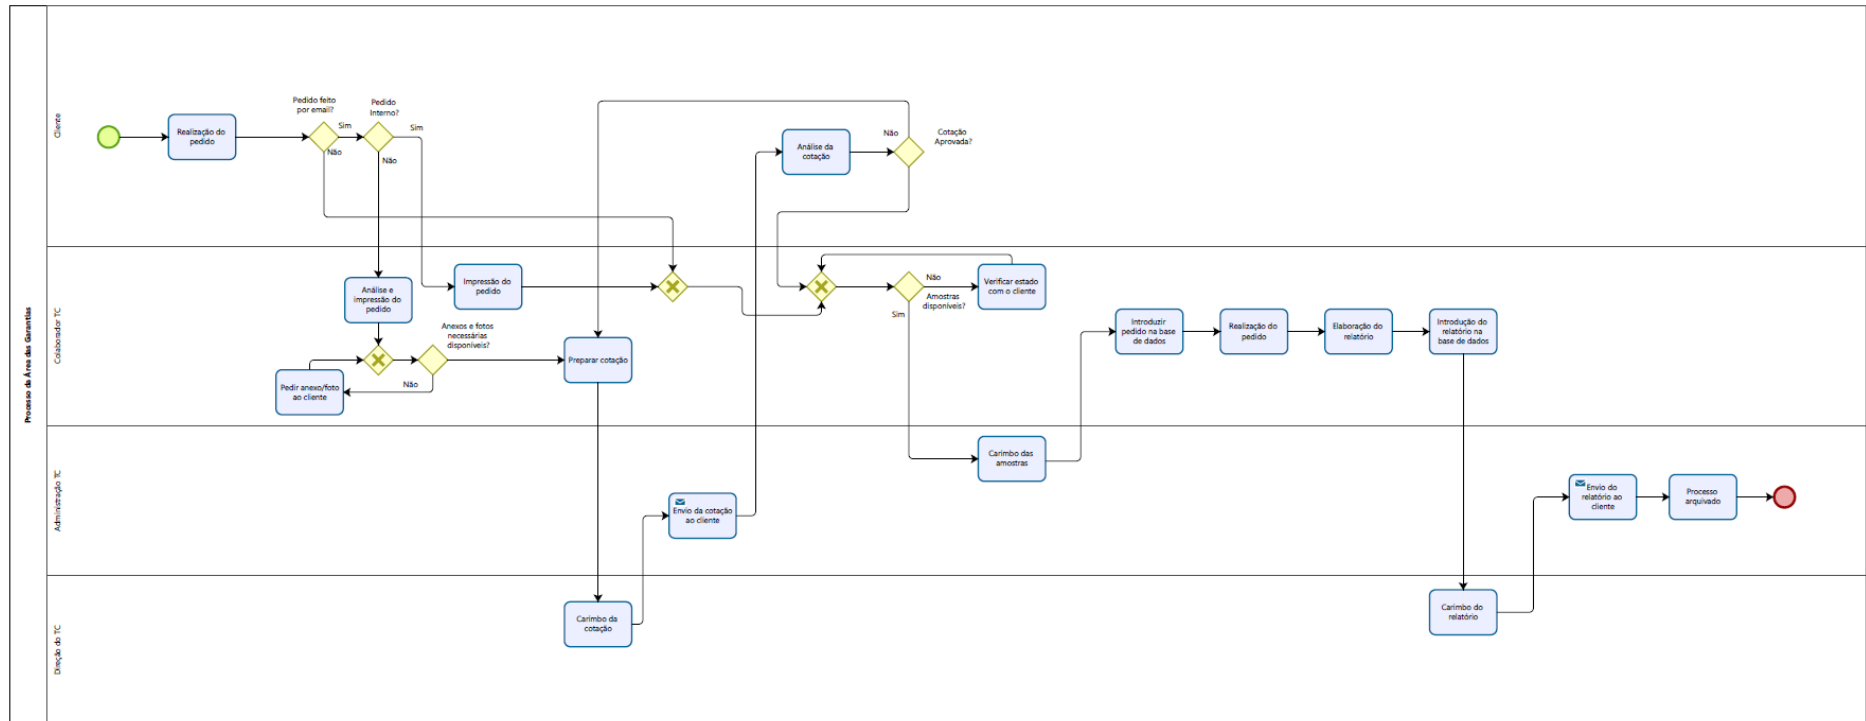 Processo da Área das Garantias
Cliente
Realização do
pedido
Pedido feito
por email?
Sim
Não
Pedido
Interno?
Sim
Não
Análise da
cotação
Não
Cotação
Aprovada?
Colaborador TC
Análise e
impressão do
pedido
Impressão do
pedido
Anexos e fotos
necessárias
disponíveis?
Não
Pedir anexo/foto
ao cliente
Preparar cotação
Não
Amostras
disponíveis?
Sim
Verificar estado
com o cliente
Introduzir
pedido na base
de dados
Realização do
pedido
Elaboração do
relatório
Introdução do
relatório na
base de dados
Administração TC
Envio da cotação
ao cliente
Carimbo das
amostras
Envio do
relatório ao
cliente
Processo
arquivado
Direção do TC
Carimbo da
cotação
Carimbo do
relatório